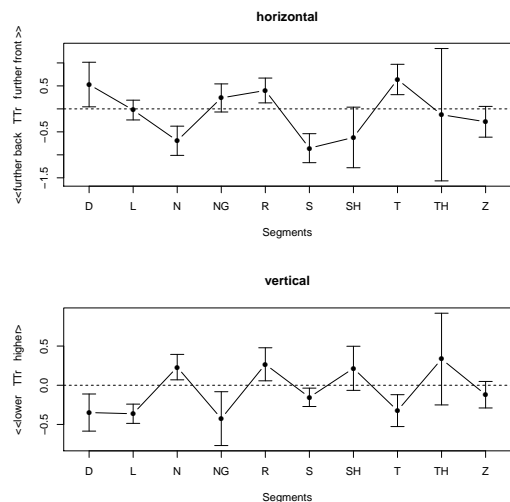 horizontal
<<further back TTr further front >>
0.5
−0.5
−1.5
D L N NG R S SH T TH Z
Segments
vertical
<<lower TTr higher>
0.5
0.0
−0.5
D L N NG R S SH T TH Z
Segments